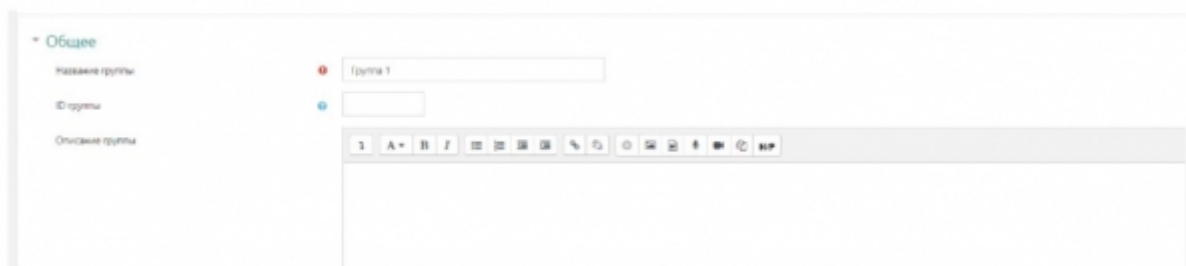 Общее
Название группы
Группа 1
ID группы
Описание группы
A B I
H-P